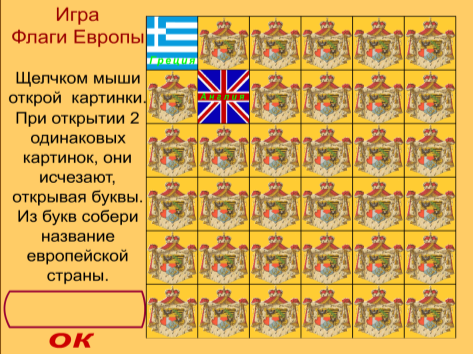 Игра
Флаги Европы
Щелчком мыши
открой картинки.
При открытии 2
одинаковых
картинок, они
исчезают,
открывая буквы.
Из букв собери
название
европейской
страны.
ОК
Греция
Англия